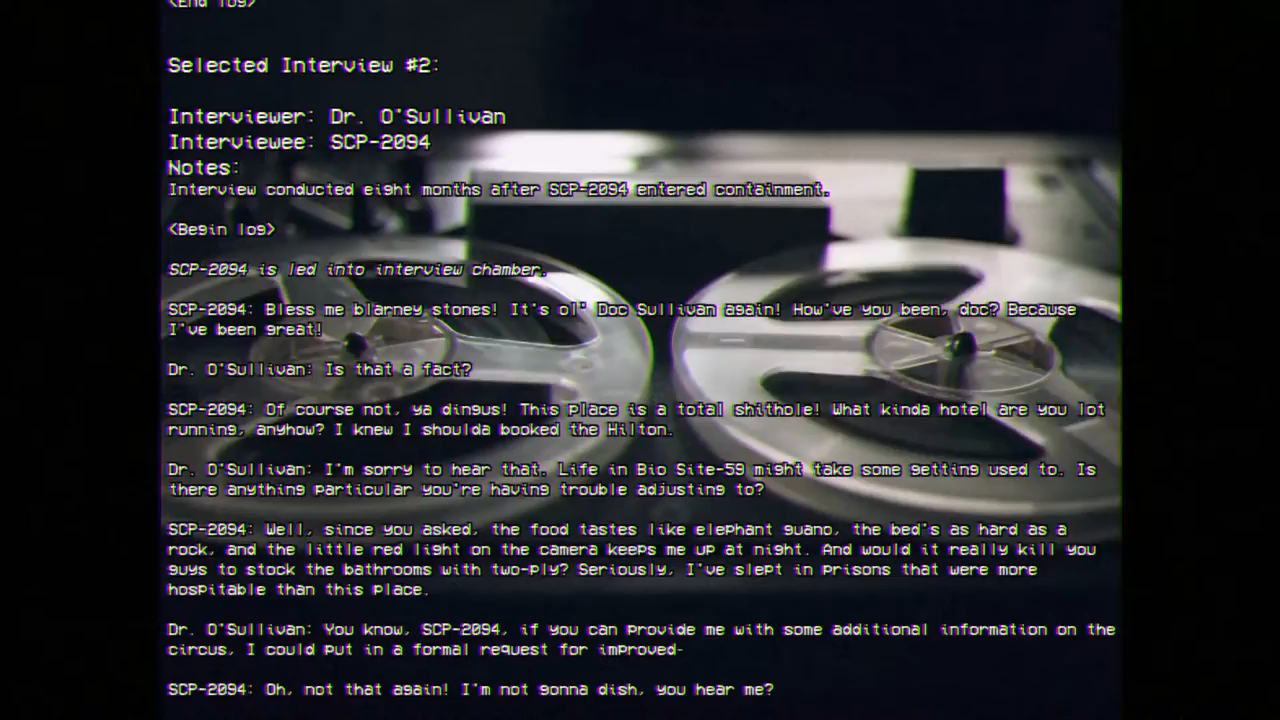 <End log>
Selected Interview #2:
Interviewer: Dr. O'Sullivan
Interviewee: SCP-2094
Notes:
Interview conducted eight months after SCP-2094 entered containment.
<Begin log>
SCP-2094 is led into interview chamber.
SCP-2094: Bless me blarney stones! It's ol' Doc Sullivan again! How've you been, doc? Because
I've been great!
Dr. O'Sullivan: Is that a fact?
SCP-2094: Of course not, ya dingus! This place is a total shithole! What kinda hotel are you lot
running, anyhow? I knew I shoulda booked the Hilton.
Dr. O'Sullivan: I'm sorry to hear that. Life in Bio Site-59 might take some getting used to. Is
there anything particular you're having trouble adjusting to?
SCP-2094: Well, since you asked, the food tastes like elephant guano, the bed's as hard as a
rock, and the little red light on the camera keeps me up at night. And would it really kill you
guys to stock the bathrooms with two-ply? Seriously, I've slept in prisons that were more
hospitable than this place.
Dr. O'Sullivan: You know, SCP-2094, if you can provide me with some additional information on the
circus, I could put in a formal request for improved-
SCP-2094: Oh, not that again! I'm not gonna dish, you hear me?